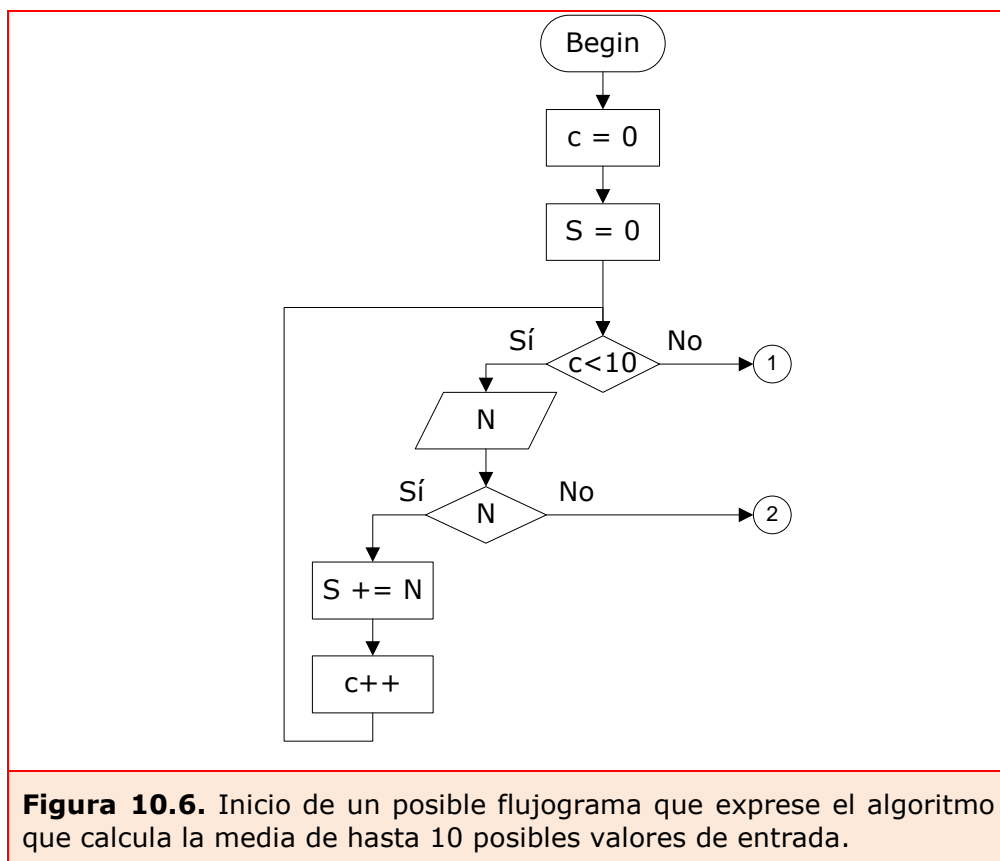 Begin
c = 0
S = 0
Sí
c<10
No
1
N
Sí
N
No
2
S += N
c++
Figura 10.6. Inicio de un posible flujograma que exprese el algoritmo
que calcula la media de hasta 10 posibles valores de entrada.